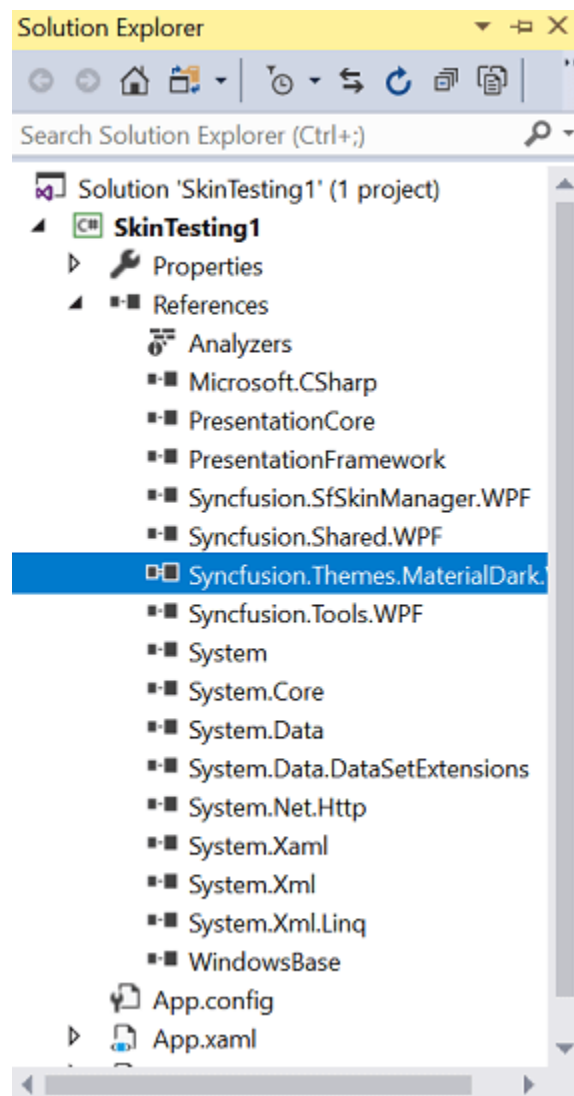 Solution Explorer
Search Solution Explorer (Ctrl+;)
Solution 'SkinTesting1' (1 project)
C# SkinTesting1
Properties
References
Analyzers
Microsoft.CSharp
PresentationCore
PresentationFramework
Syncfusion.SfSkinManager.WPF
Syncfusion.Shared.WPF
Syncfusion.Themes.MaterialDark.
Syncfusion.Tools.WPF
System
System.Core
System.Data
System.Data.DataSetExtensions
System.Net.Http
System.Xaml
System.Xml
System.Xml.Linq
WindowsBase
App.config
App.xaml